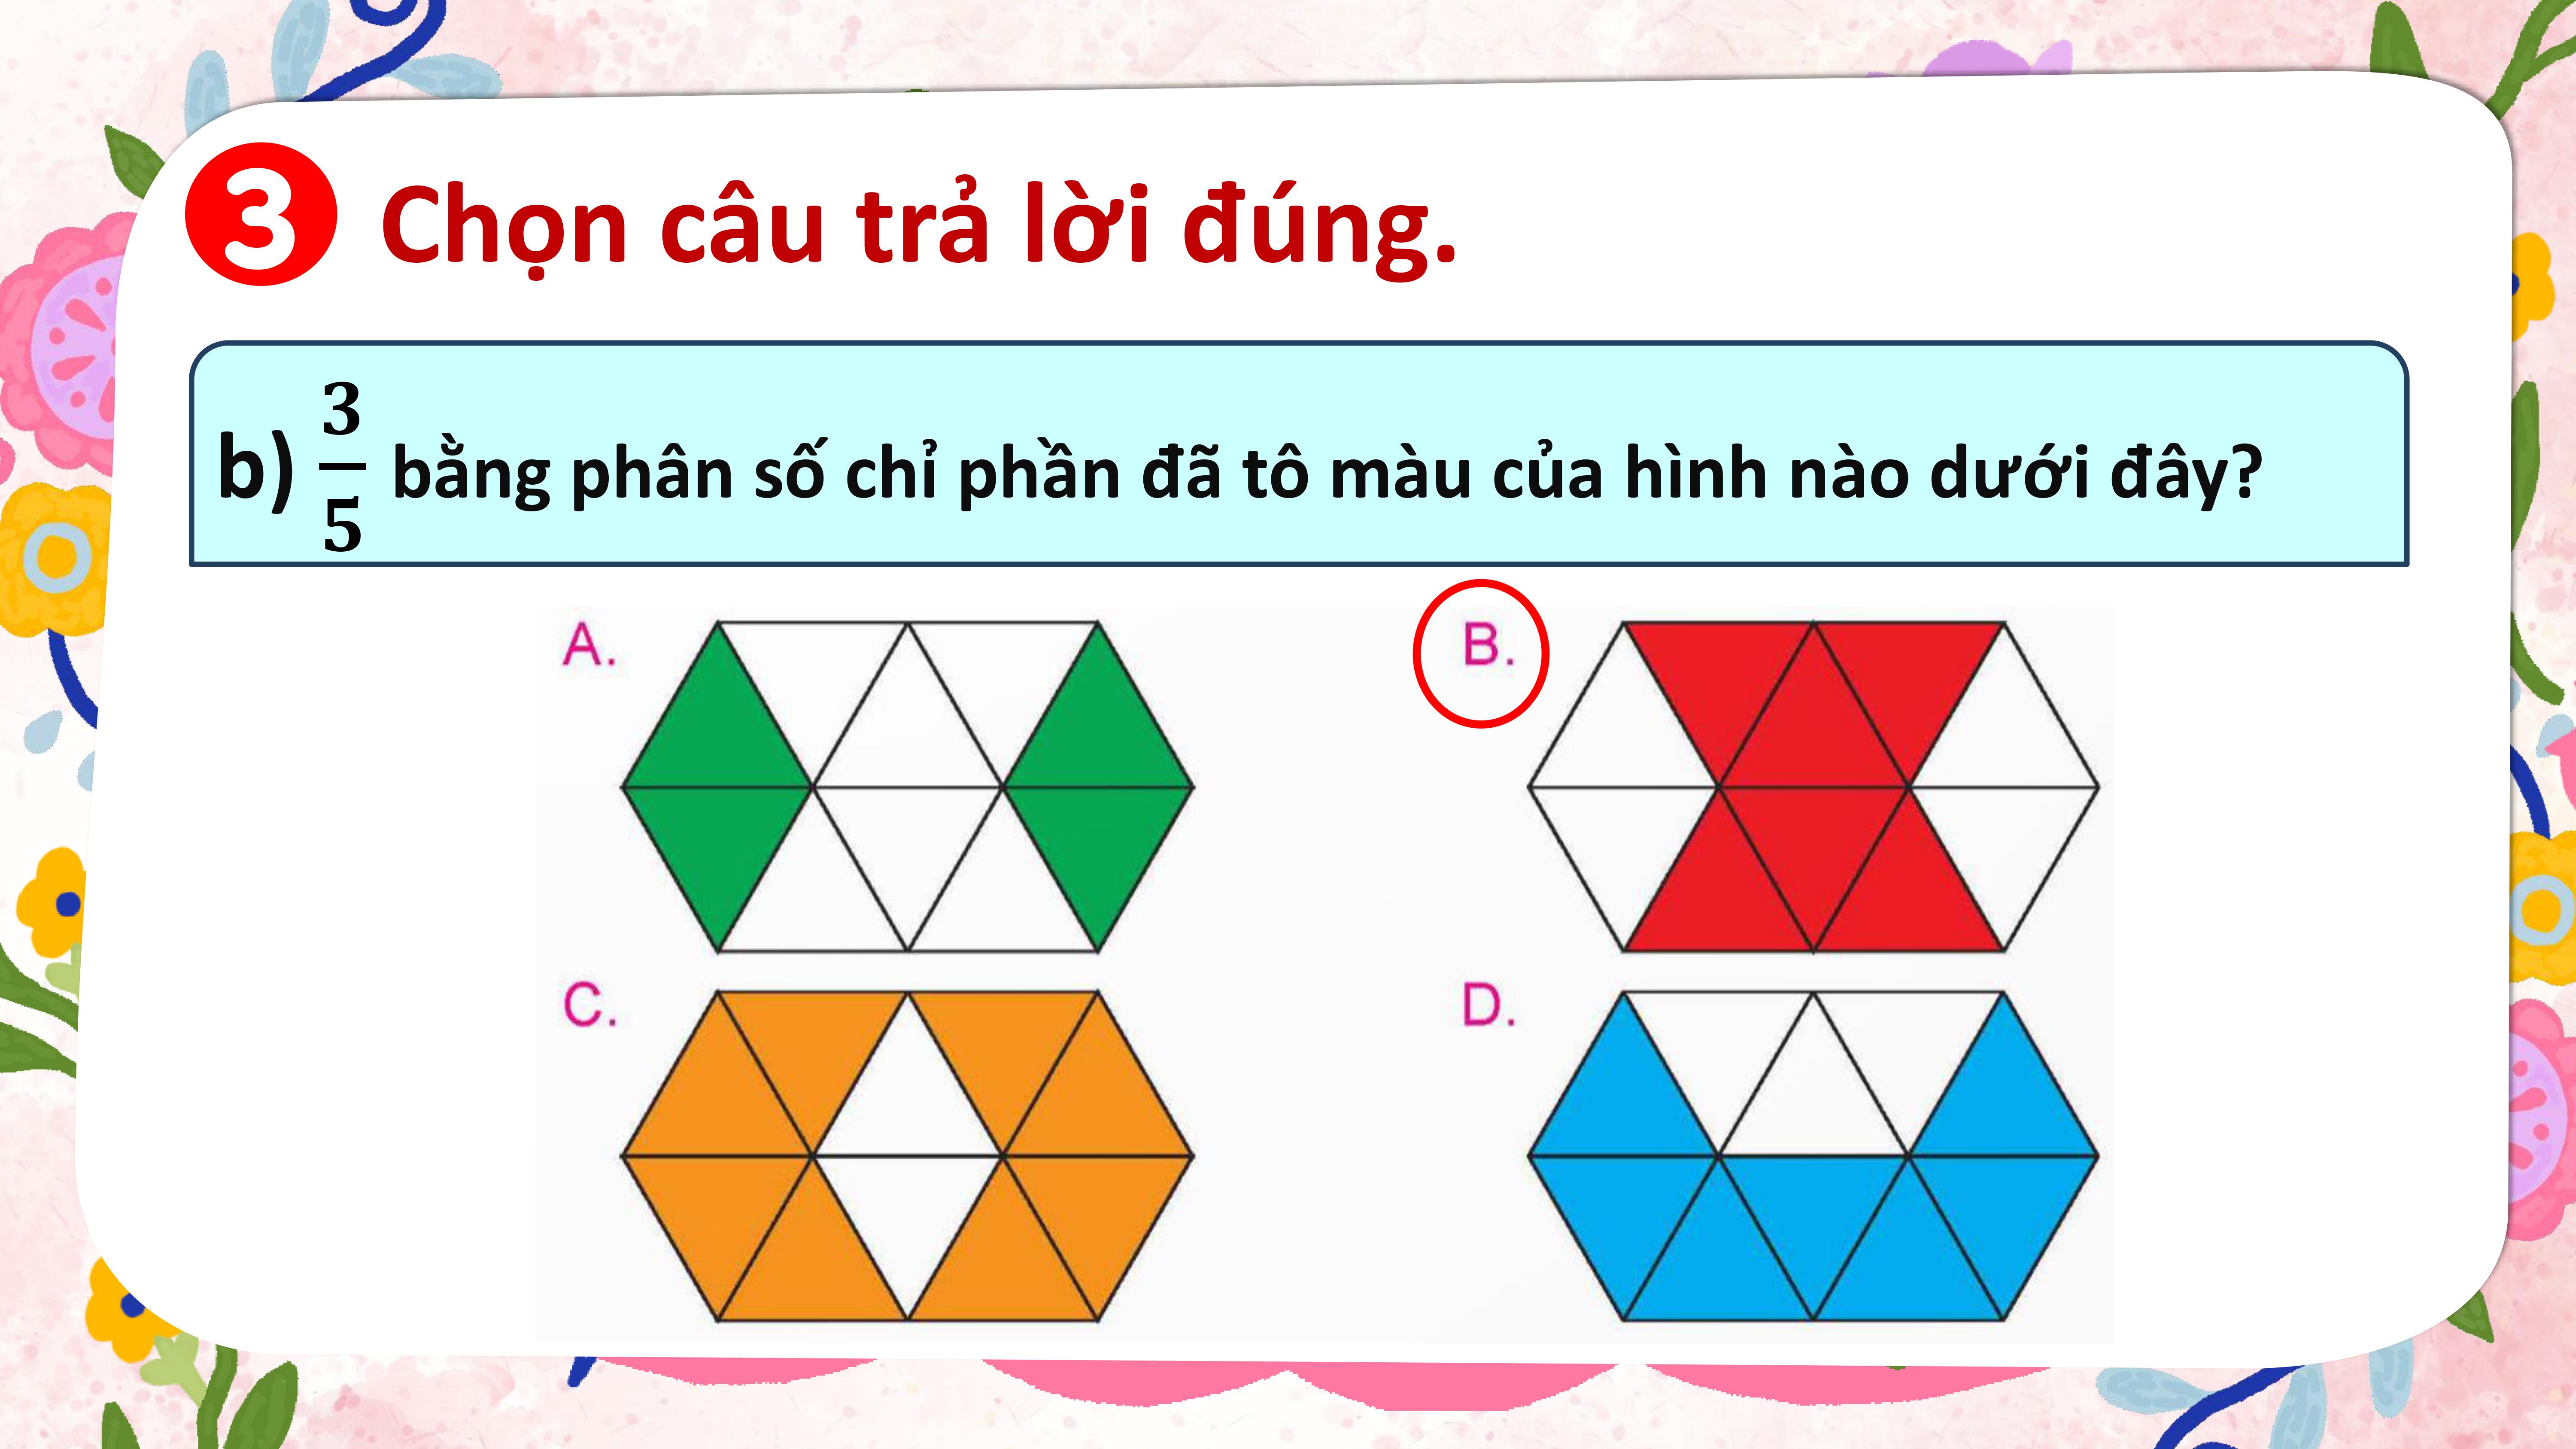 3 Chọn câu trả lời đúng.
b) 3/5 bằng phân số chỉ phần đã tô màu của hình nào dưới đây?
A. B.
C. D.